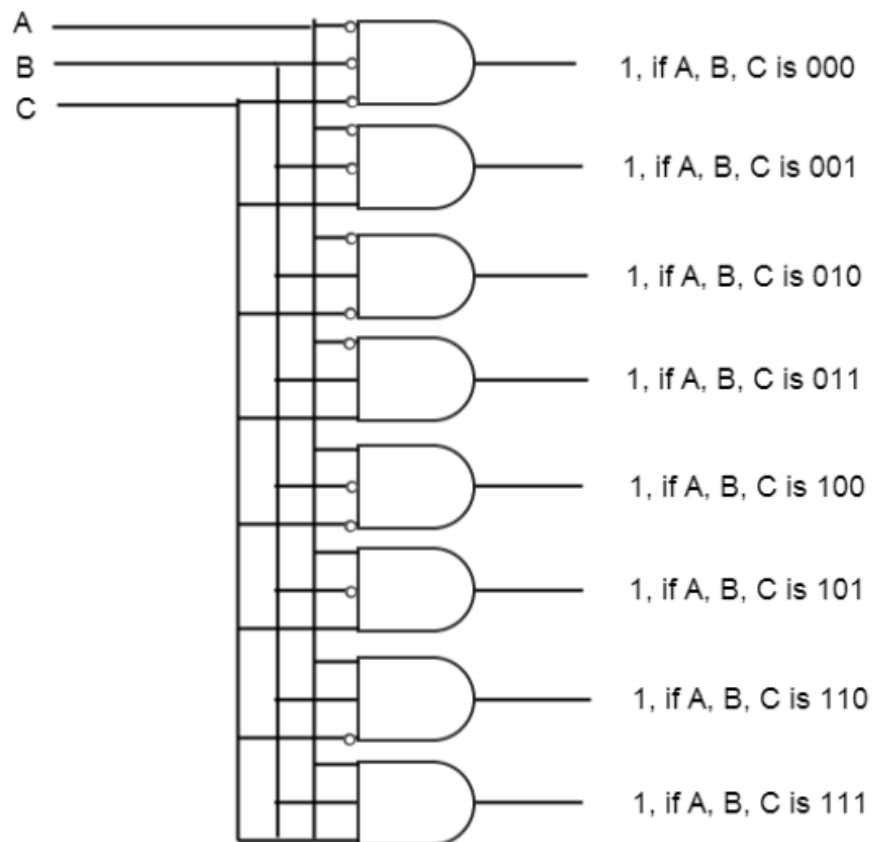 A
B
C
1, if A, B, C is 000
1, if A, B, C is 001
1, if A, B, C is 010
1, if A, B, C is 011
1, if A, B, C is 100
1, if A, B, C is 101
1, if A, B, C is 110
1, if A, B, C is 111